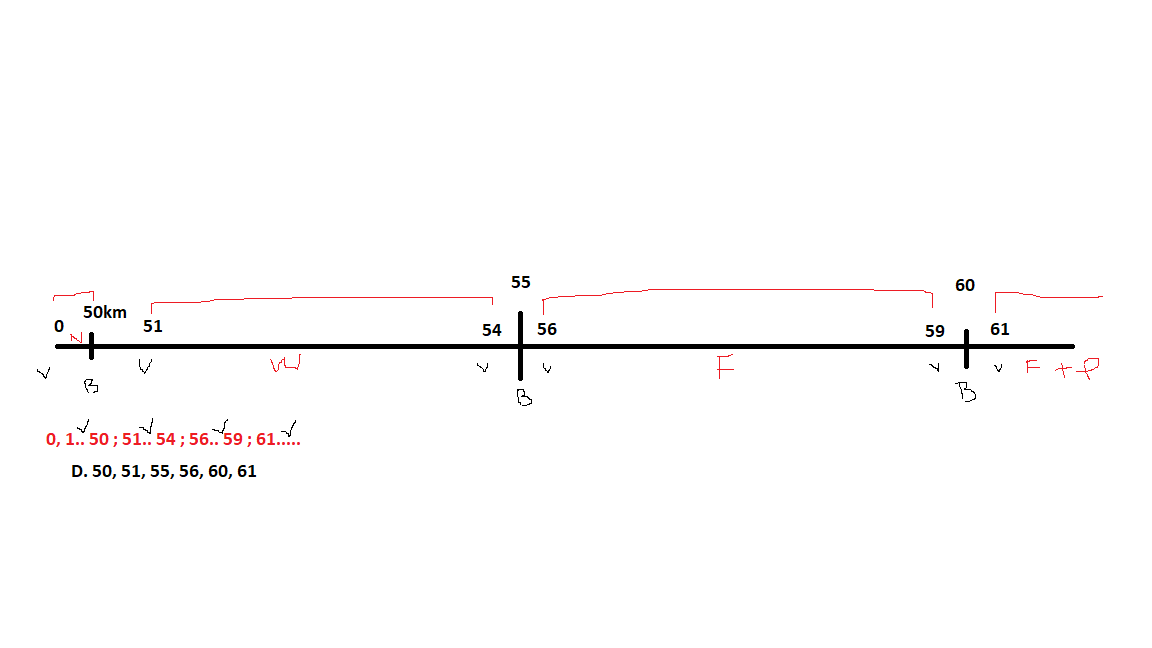 55
60
50km
0
51
54
56
59
61
N
W
F
F + P
V
B
V
V
B
V
V
B
V
0, 1.. 50 ; 51.. 54 ; 56.. 59 ; 61.....
D. 50, 51, 55, 56, 60, 61